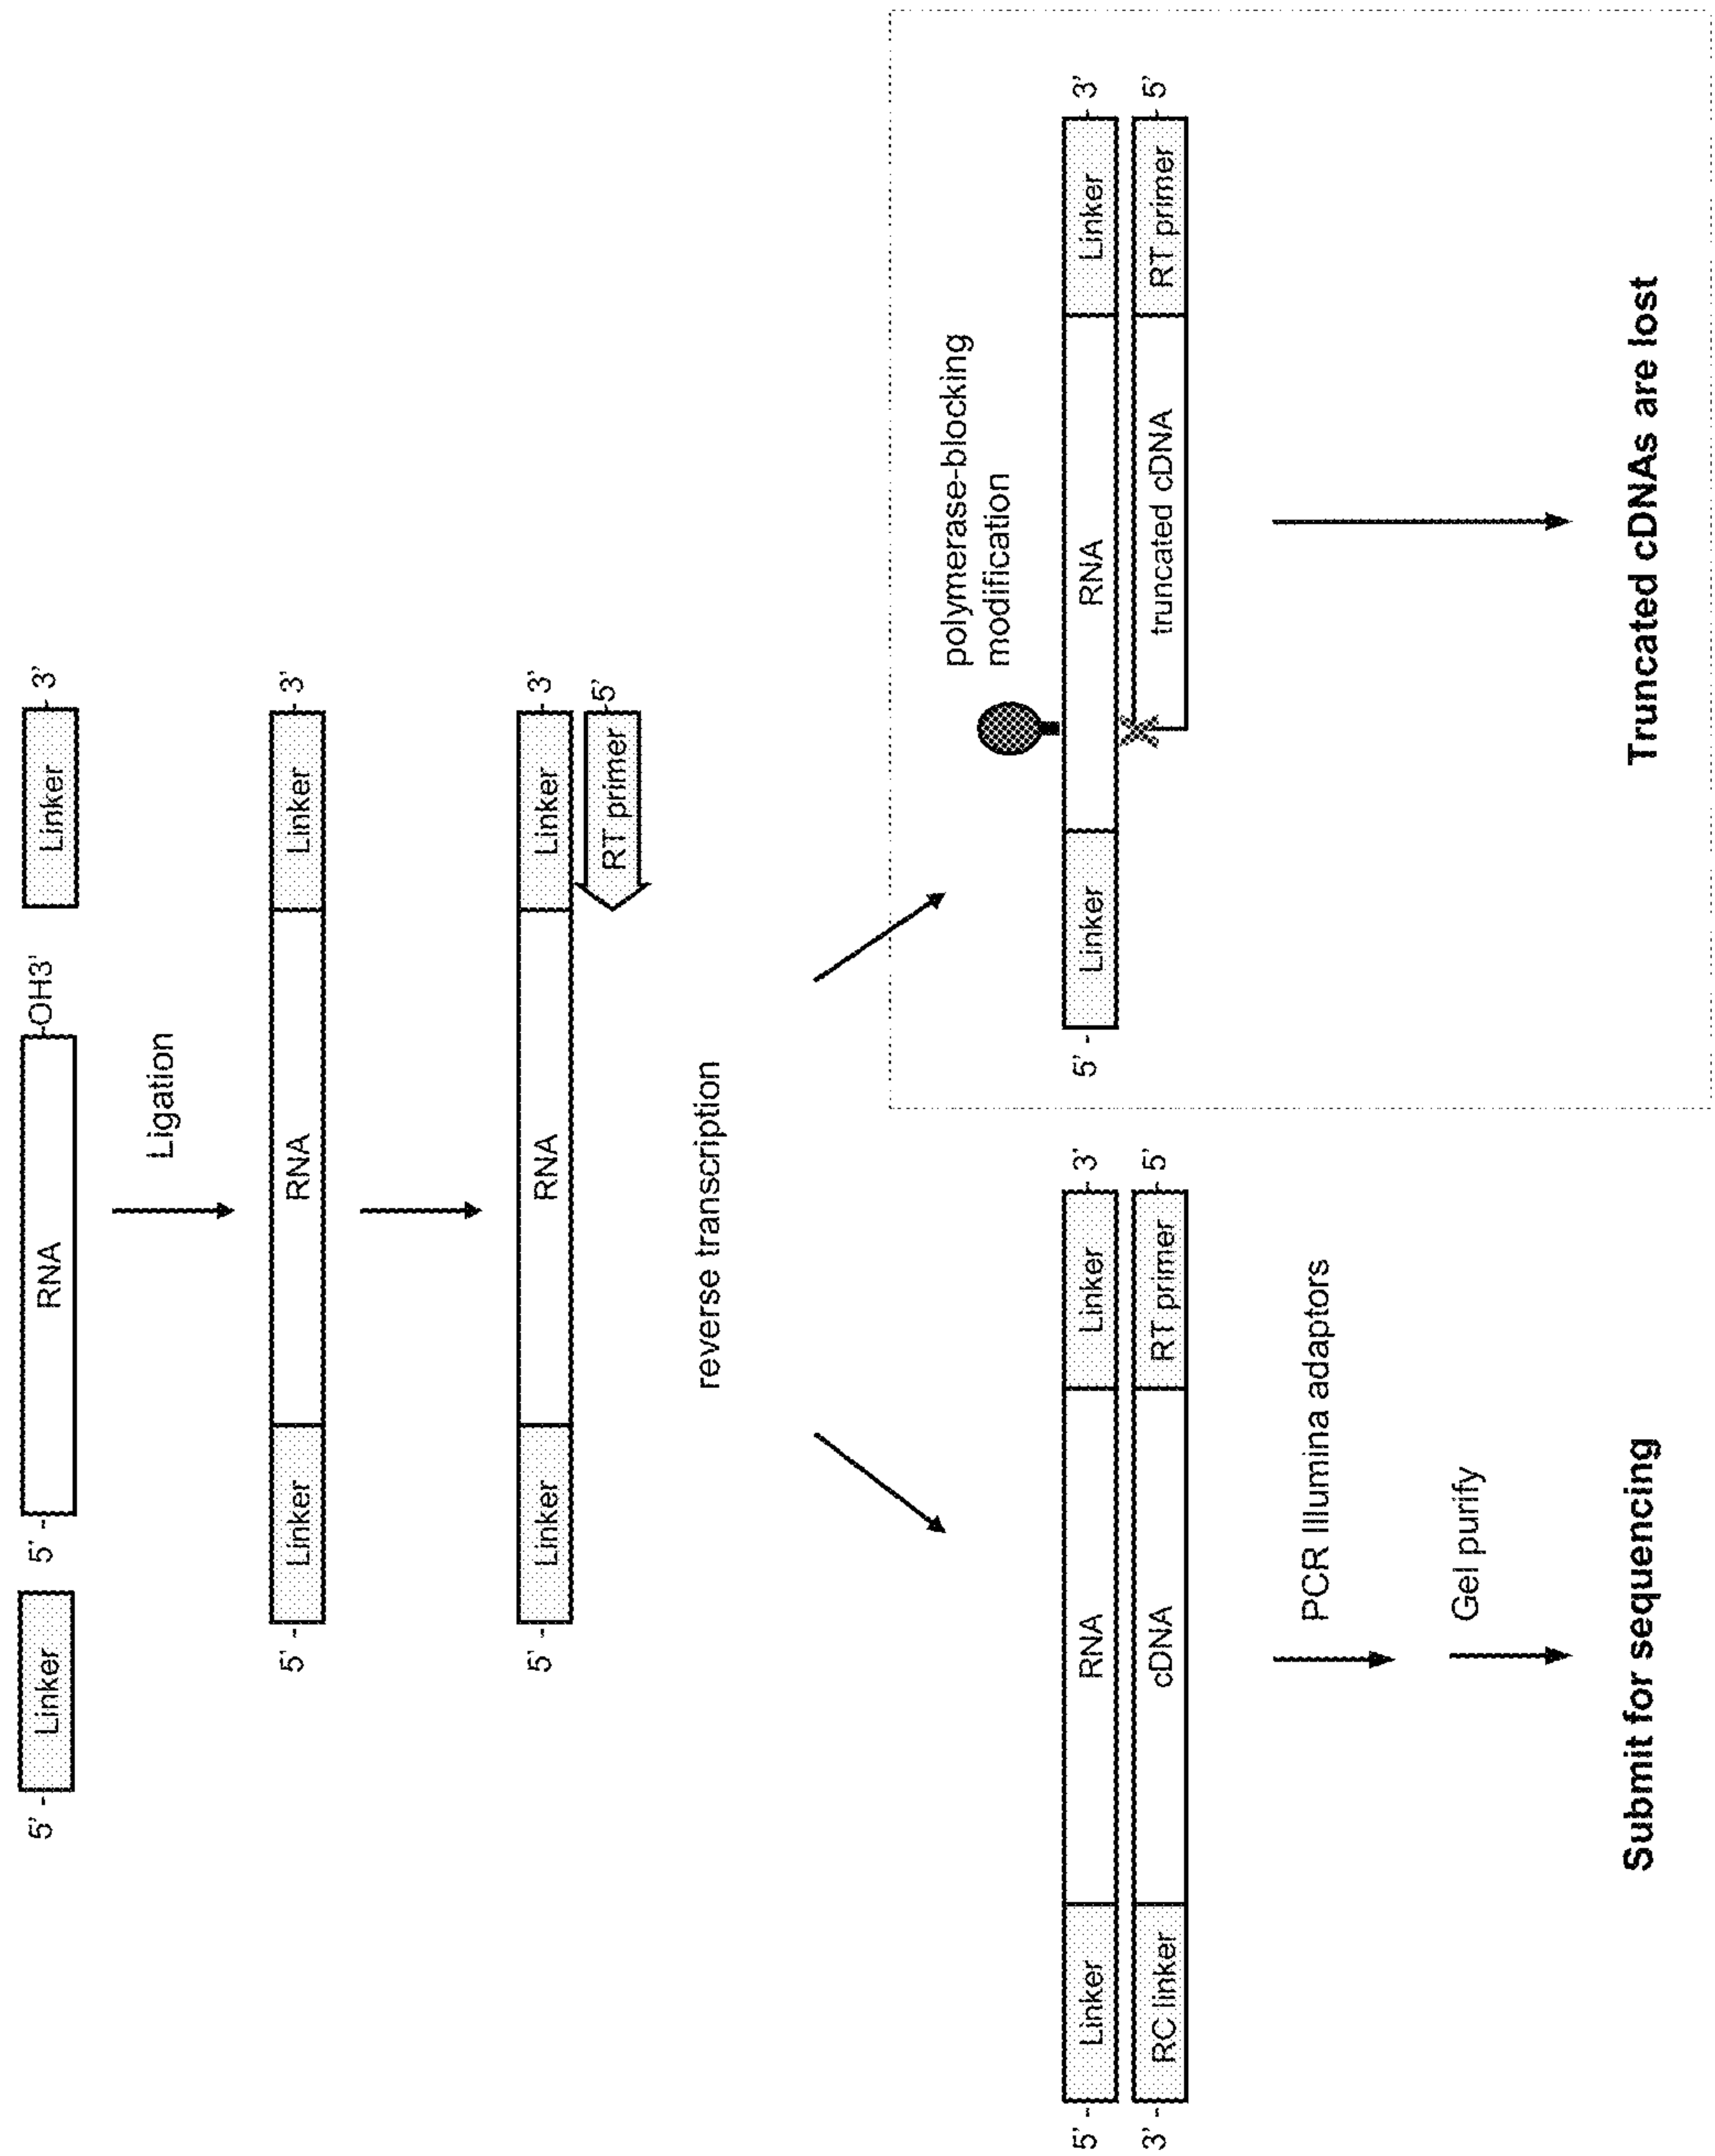 5' - Linker 5' - RNA -OH3' Linker - 3'
Ligation
5' - Linker RNA Linker - 3'
5' - Linker RNA Linker - 3'
RT primer - 5'
reverse transcription
5' - Linker RNA Linker - 3'
3' - RC linker cDNA RT primer - 5'
PCR Illumina adaptors
Gel purify
Submit for sequencing
polymerase-blocking
modification
5' - Linker RNA Linker - 3'
X truncated cDNA RT primer - 5'
Truncated cDNAs are lost